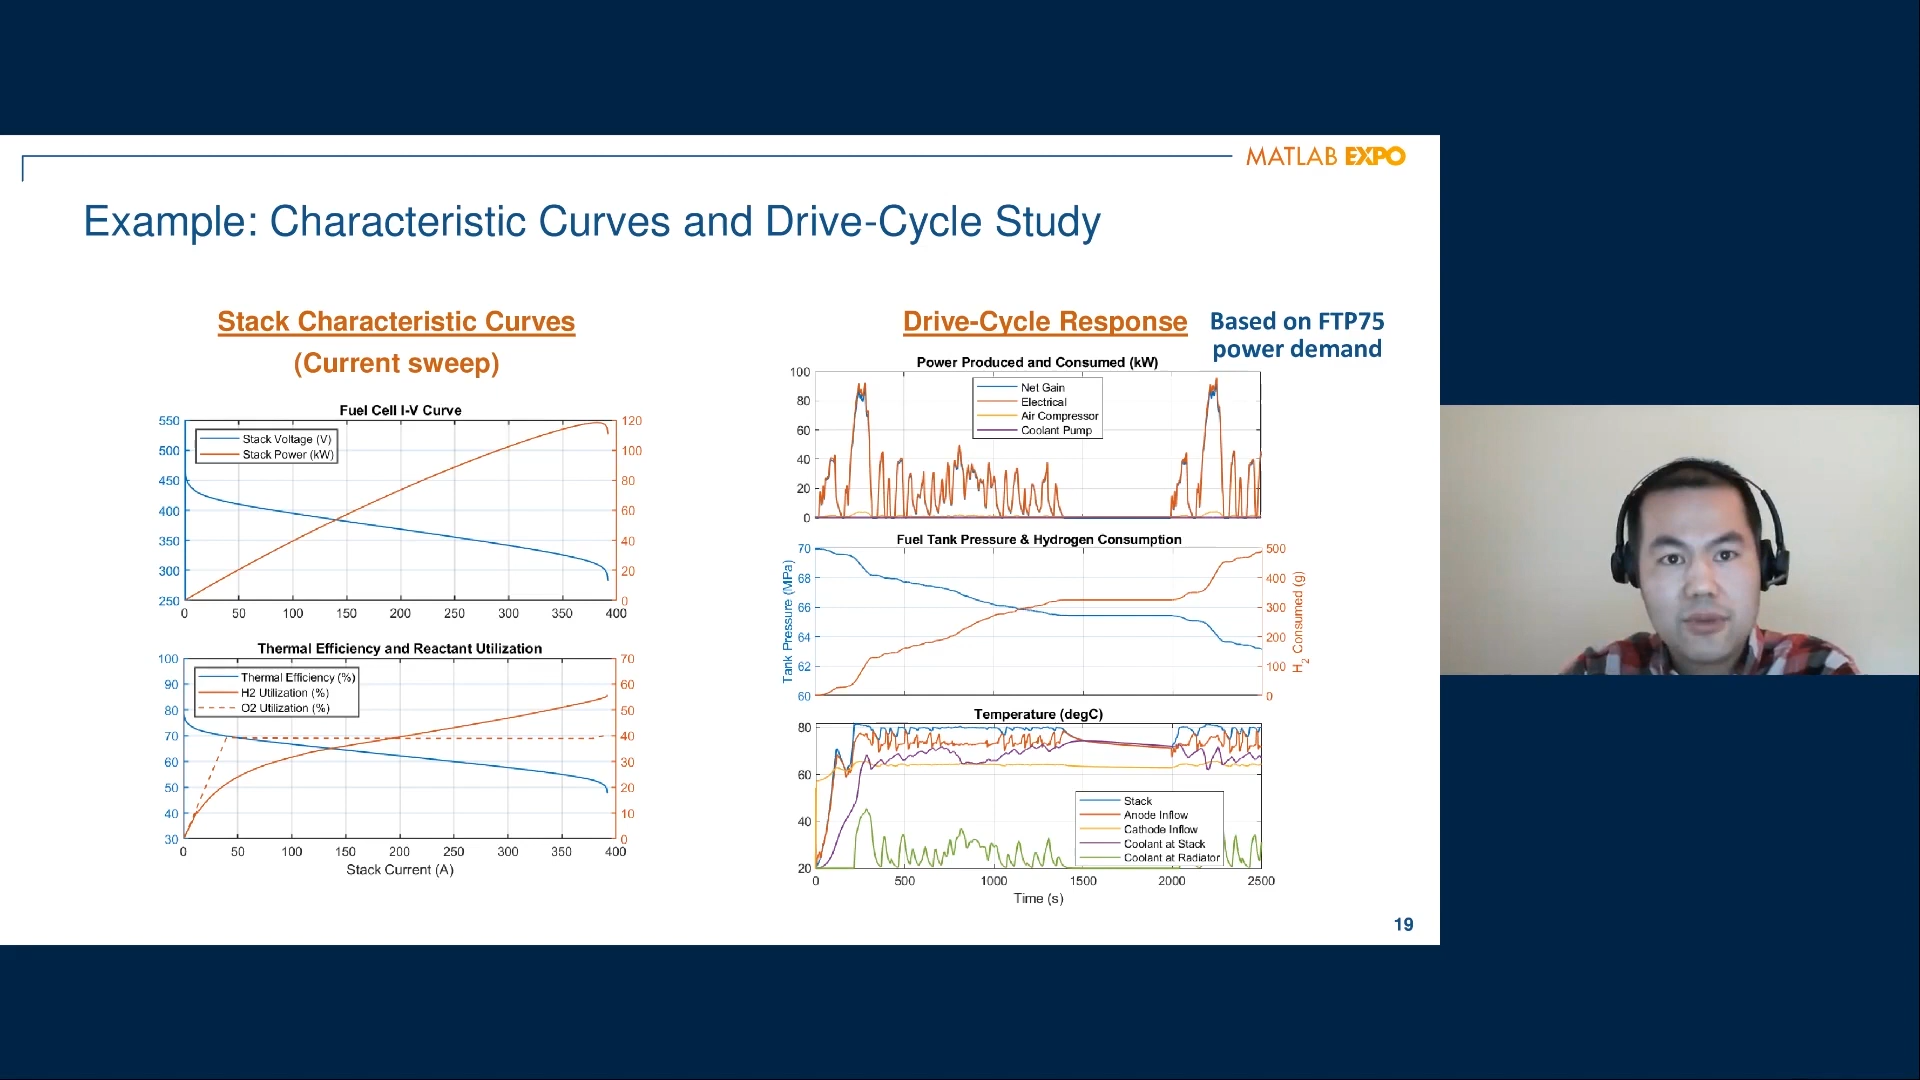 MATLAB EXPO
Example: Characteristic Curves and Drive-Cycle Study
Stack Characteristic Curves
(Current sweep)
Fuel Cell I-V Curve
550
500
450
400
350
300
250
Stack Voltage (V)
Stack Power (kW)
120
100
80
60
40
20
0
0 50 100 150 200 250 300 350 400
Thermal Efficiency and Reactant Utilization
100
90
80
70
60
50
40
30
Thermal Efficiency (%)
H2 Utilization (%)
O2 Utilization (%)
70
60
50
40
30
20
10
0
0 50 100 150 200 250 300 350 400
Stack Current (A)
Drive-Cycle Response
Based on FTP75
power demand
Power Produced and Consumed (kW)
100
80
60
40
20
0
Net Gain
Electrical
Air Compressor
Coolant Pump
Fuel Tank Pressure & Hydrogen Consumption
Tank Pressure (MPa)
70
68
66
64
62
60
500
400
300
200
100
0
H2 Consumed (g)
Temperature (degC)
80
60
40
20
Stack
Anode Inflow
Cathode Inflow
Coolant at Stack
Coolant at Radiator
0 500 1000 1500 2000 2500
Time (s)
19